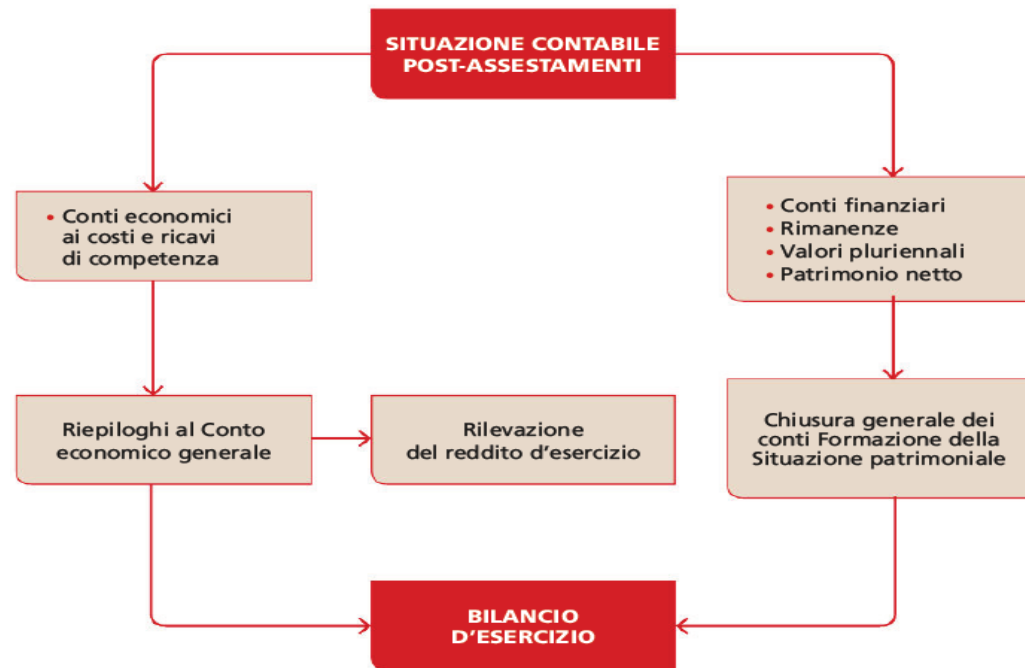 SITUAZIONE CONTABILE
POST-ASSESTAMENTI
• Conti economici
ai costi e ricavi
di competenza
• Conti finanziari
• Rimanenze
• Valori pluriennali
• Patrimonio netto
Riepiloghi al Conto
economico generale
Rilevazione
del reddito d'esercizio
Chiusura generale dei
conti Formazione della
Situazione patrimoniale
BILANCIO
D'ESERCIZIO